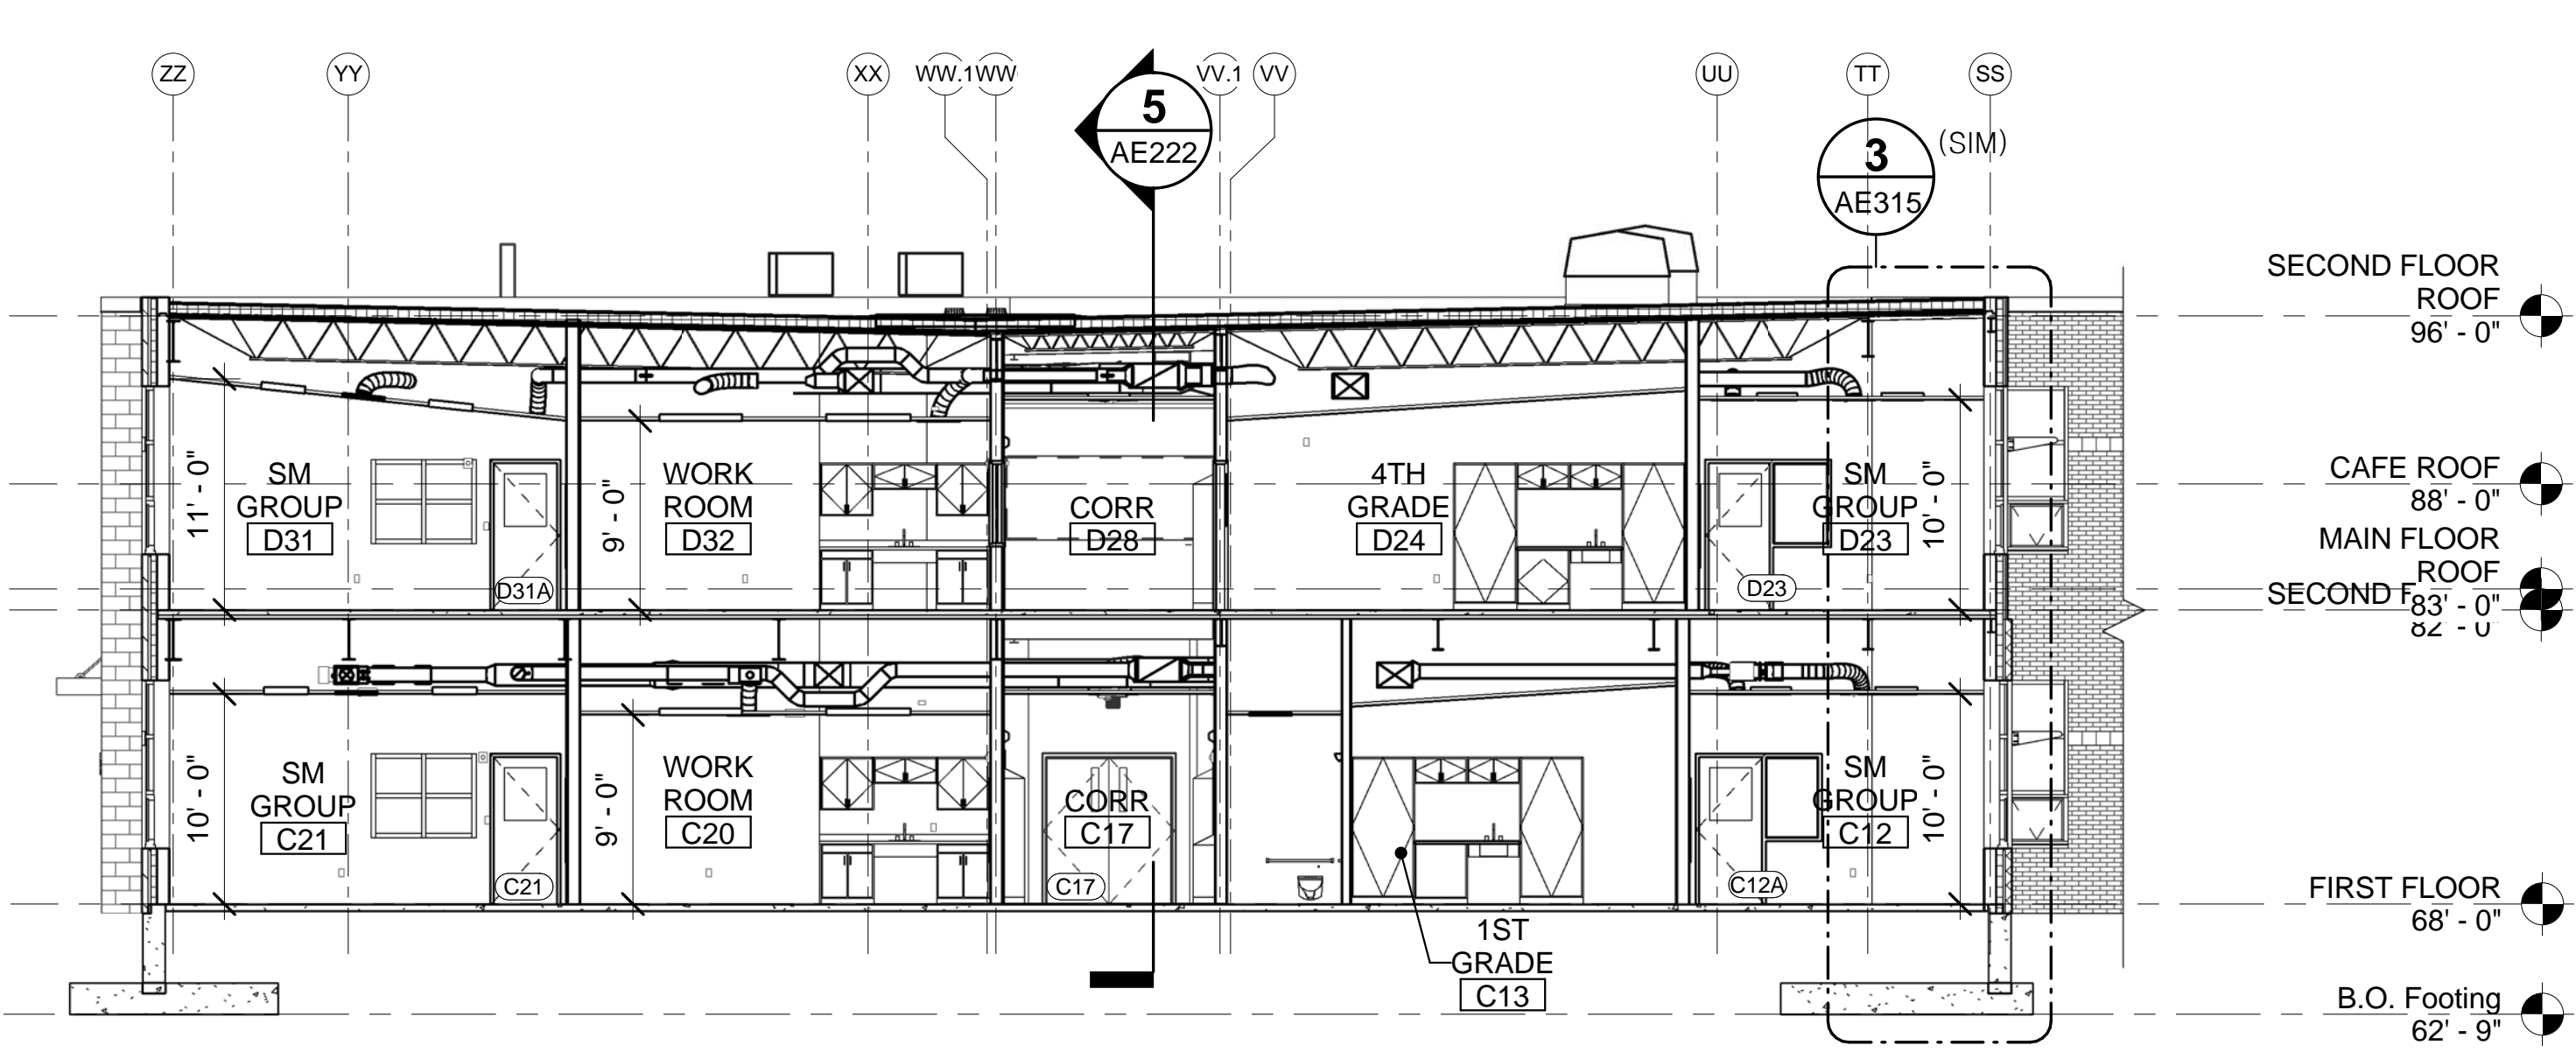 ZZ
YY
XX
WW.1
WW
VV.1
VV
UU
TT
SS
5
AE222
3
AE315
(SIM)
SECOND FLOOR
ROOF
96' - 0"
CAFE ROOF
88' - 0"
MAIN FLOOR
ROOF
83' - 0"
SECOND F
82' - 0"
FIRST FLOOR
68' - 0"
B.O. Footing
62' - 9"
11' - 0"
SM
GROUP
D31
D31A
9' - 0"
WORK
ROOM
D32
CORR
D28
4TH
GRADE
D24
SM
GROUP
D23
D23
10' - 0"
10' - 0"
SM
GROUP
C21
C21
9' - 0"
WORK
ROOM
C20
CORR
C17
C17
1ST
GRADE
C13
SM
GROUP
C12
C12A
10' - 0"